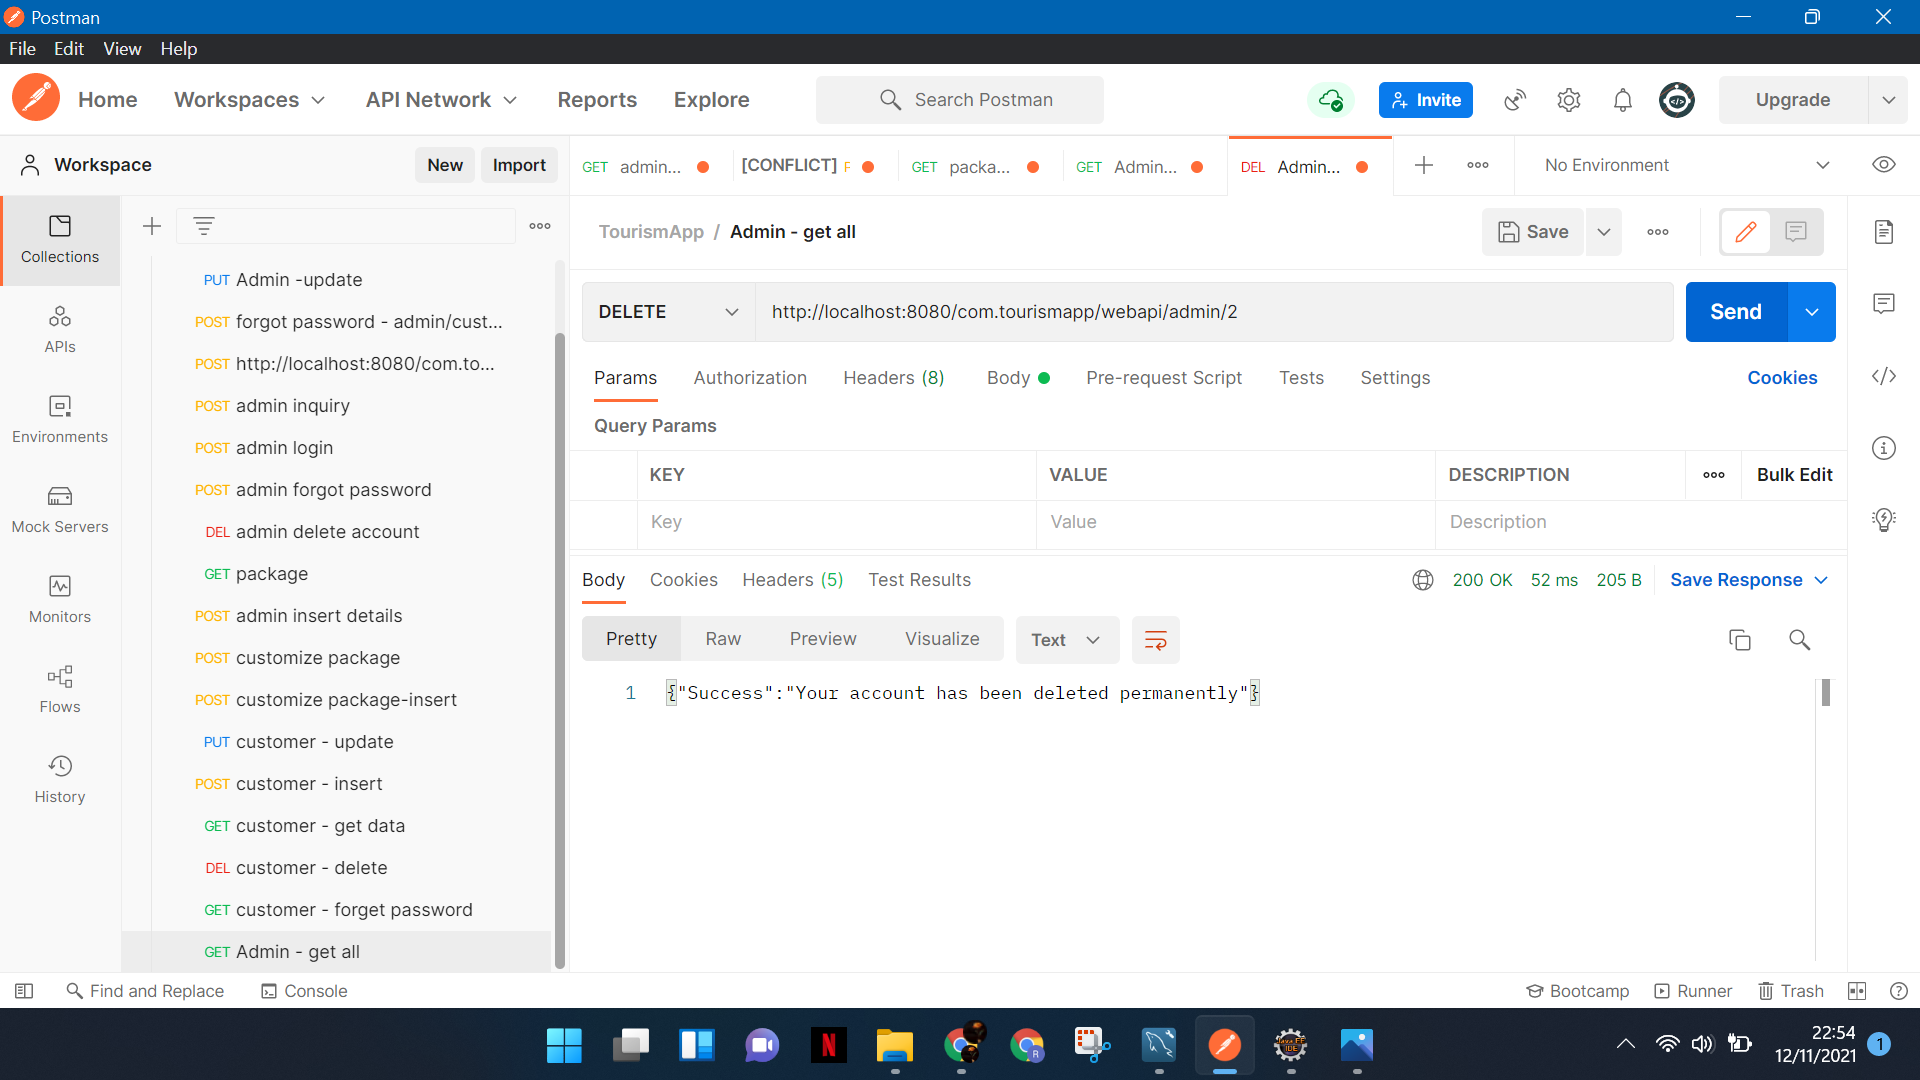 Postman
File Edit View Help
Home Workspaces API Network Reports Explore Search Postman Invite Upgrade
Workspace New Import
GET admin... [CONFLICT] GET packa... GET Admin... DEL Admin... No Environment
Collections
APIs
Environments
Mock Servers
Monitors
Flows
History
PUT Admin -update
POST forgot password - admin/cust...
POST http://localhost:8080/com.to...
POST admin inquiry
POST admin login
POST admin forgot password
DEL admin delete account
GET package
POST admin insert details
POST customize package
POST customize package-insert
PUT customer - update
POST customer - insert
GET customer - get data
DEL customer - delete
GET customer - forget password
GET Admin - get all
TourismApp / Admin - get all Save
DELETE http://localhost:8080/com.tourismapp/webapi/admin/2 Send
Params Authorization Headers (8) Body Pre-request Script Tests Settings Cookies
Query Params
KEY VALUE DESCRIPTION Bulk Edit
Key Value Description
Body Cookies Headers (5) Test Results 200 OK 52 ms 205 B Save Response
Pretty Raw Preview Visualize Text
1 {"Success":"Your account has been deleted permanently"}
Find and Replace Console Bootcamp Runner Trash
22:54
12/11/2021 1